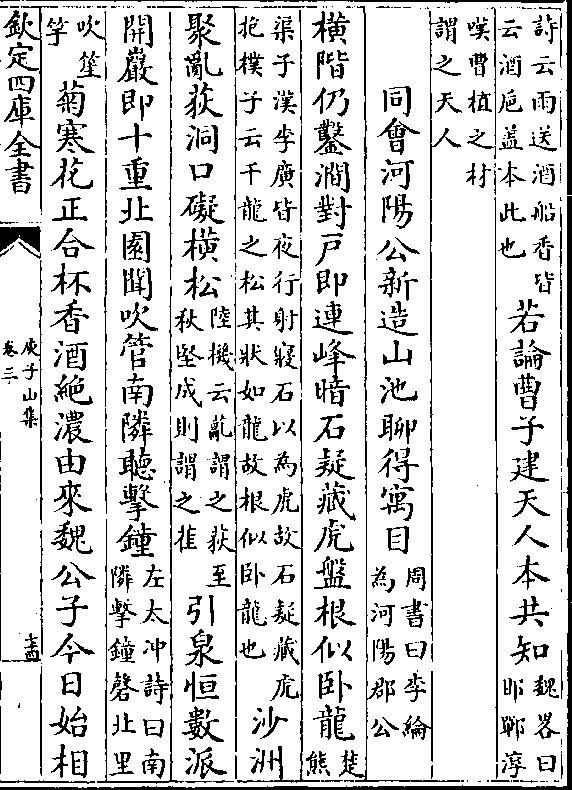 詩云雨送酒船香皆
云酒巵盖本此也
若論曹子建天人本共知
魏畧曰
邯鄲淳
嘆曹植之材
謂之天人
同會河陽公新造山池聊得寓目
周書曰李綸
為河陽郡公
橫階仍鑿澗對戸即連峰暗石疑藏虎盤根似卧龍
楚
熊
渠子漢李廣皆夜行射寢石以為虎故石疑藏虎
抱樸子云千龍之松其狀如龍故根似卧龍也
沙洲
聚亂荻洞口礙橫松
陸機云薍謂之荻至
秋堅成則謂之萑
引泉恒數派
開巖即十重北園聞吹管南隣聽擊鐘
左太冲詩曰南
隣擊鐘磬北里
吹笙
竽
菊寒花正合杯香酒絶濃由來魏公子今日始相
欽定四庫全書
庾子山集
卷三
十四